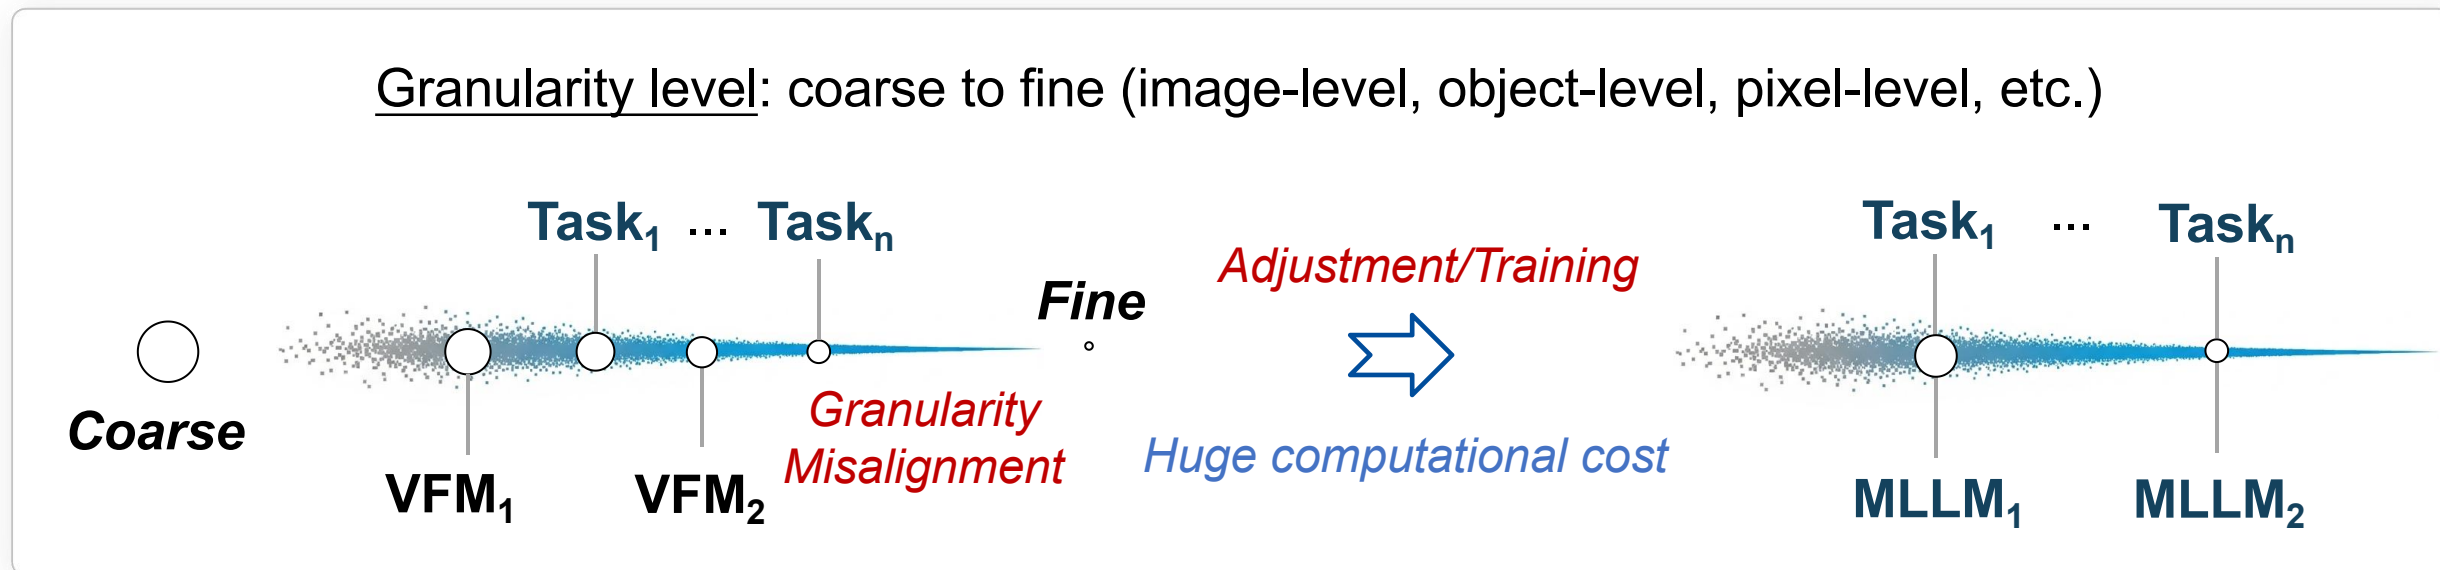 Granularity level: coarse to fine (image-level, object-level, pixel-level, etc.)
Task₁ ... Taskₙ
Coarse
Fine
VFM₁
VFM₂
Granularity
Misalignment
Adjustment/Training
Huge computational cost
Task₁ ... Taskₙ
MLLM₁
MLLM₂